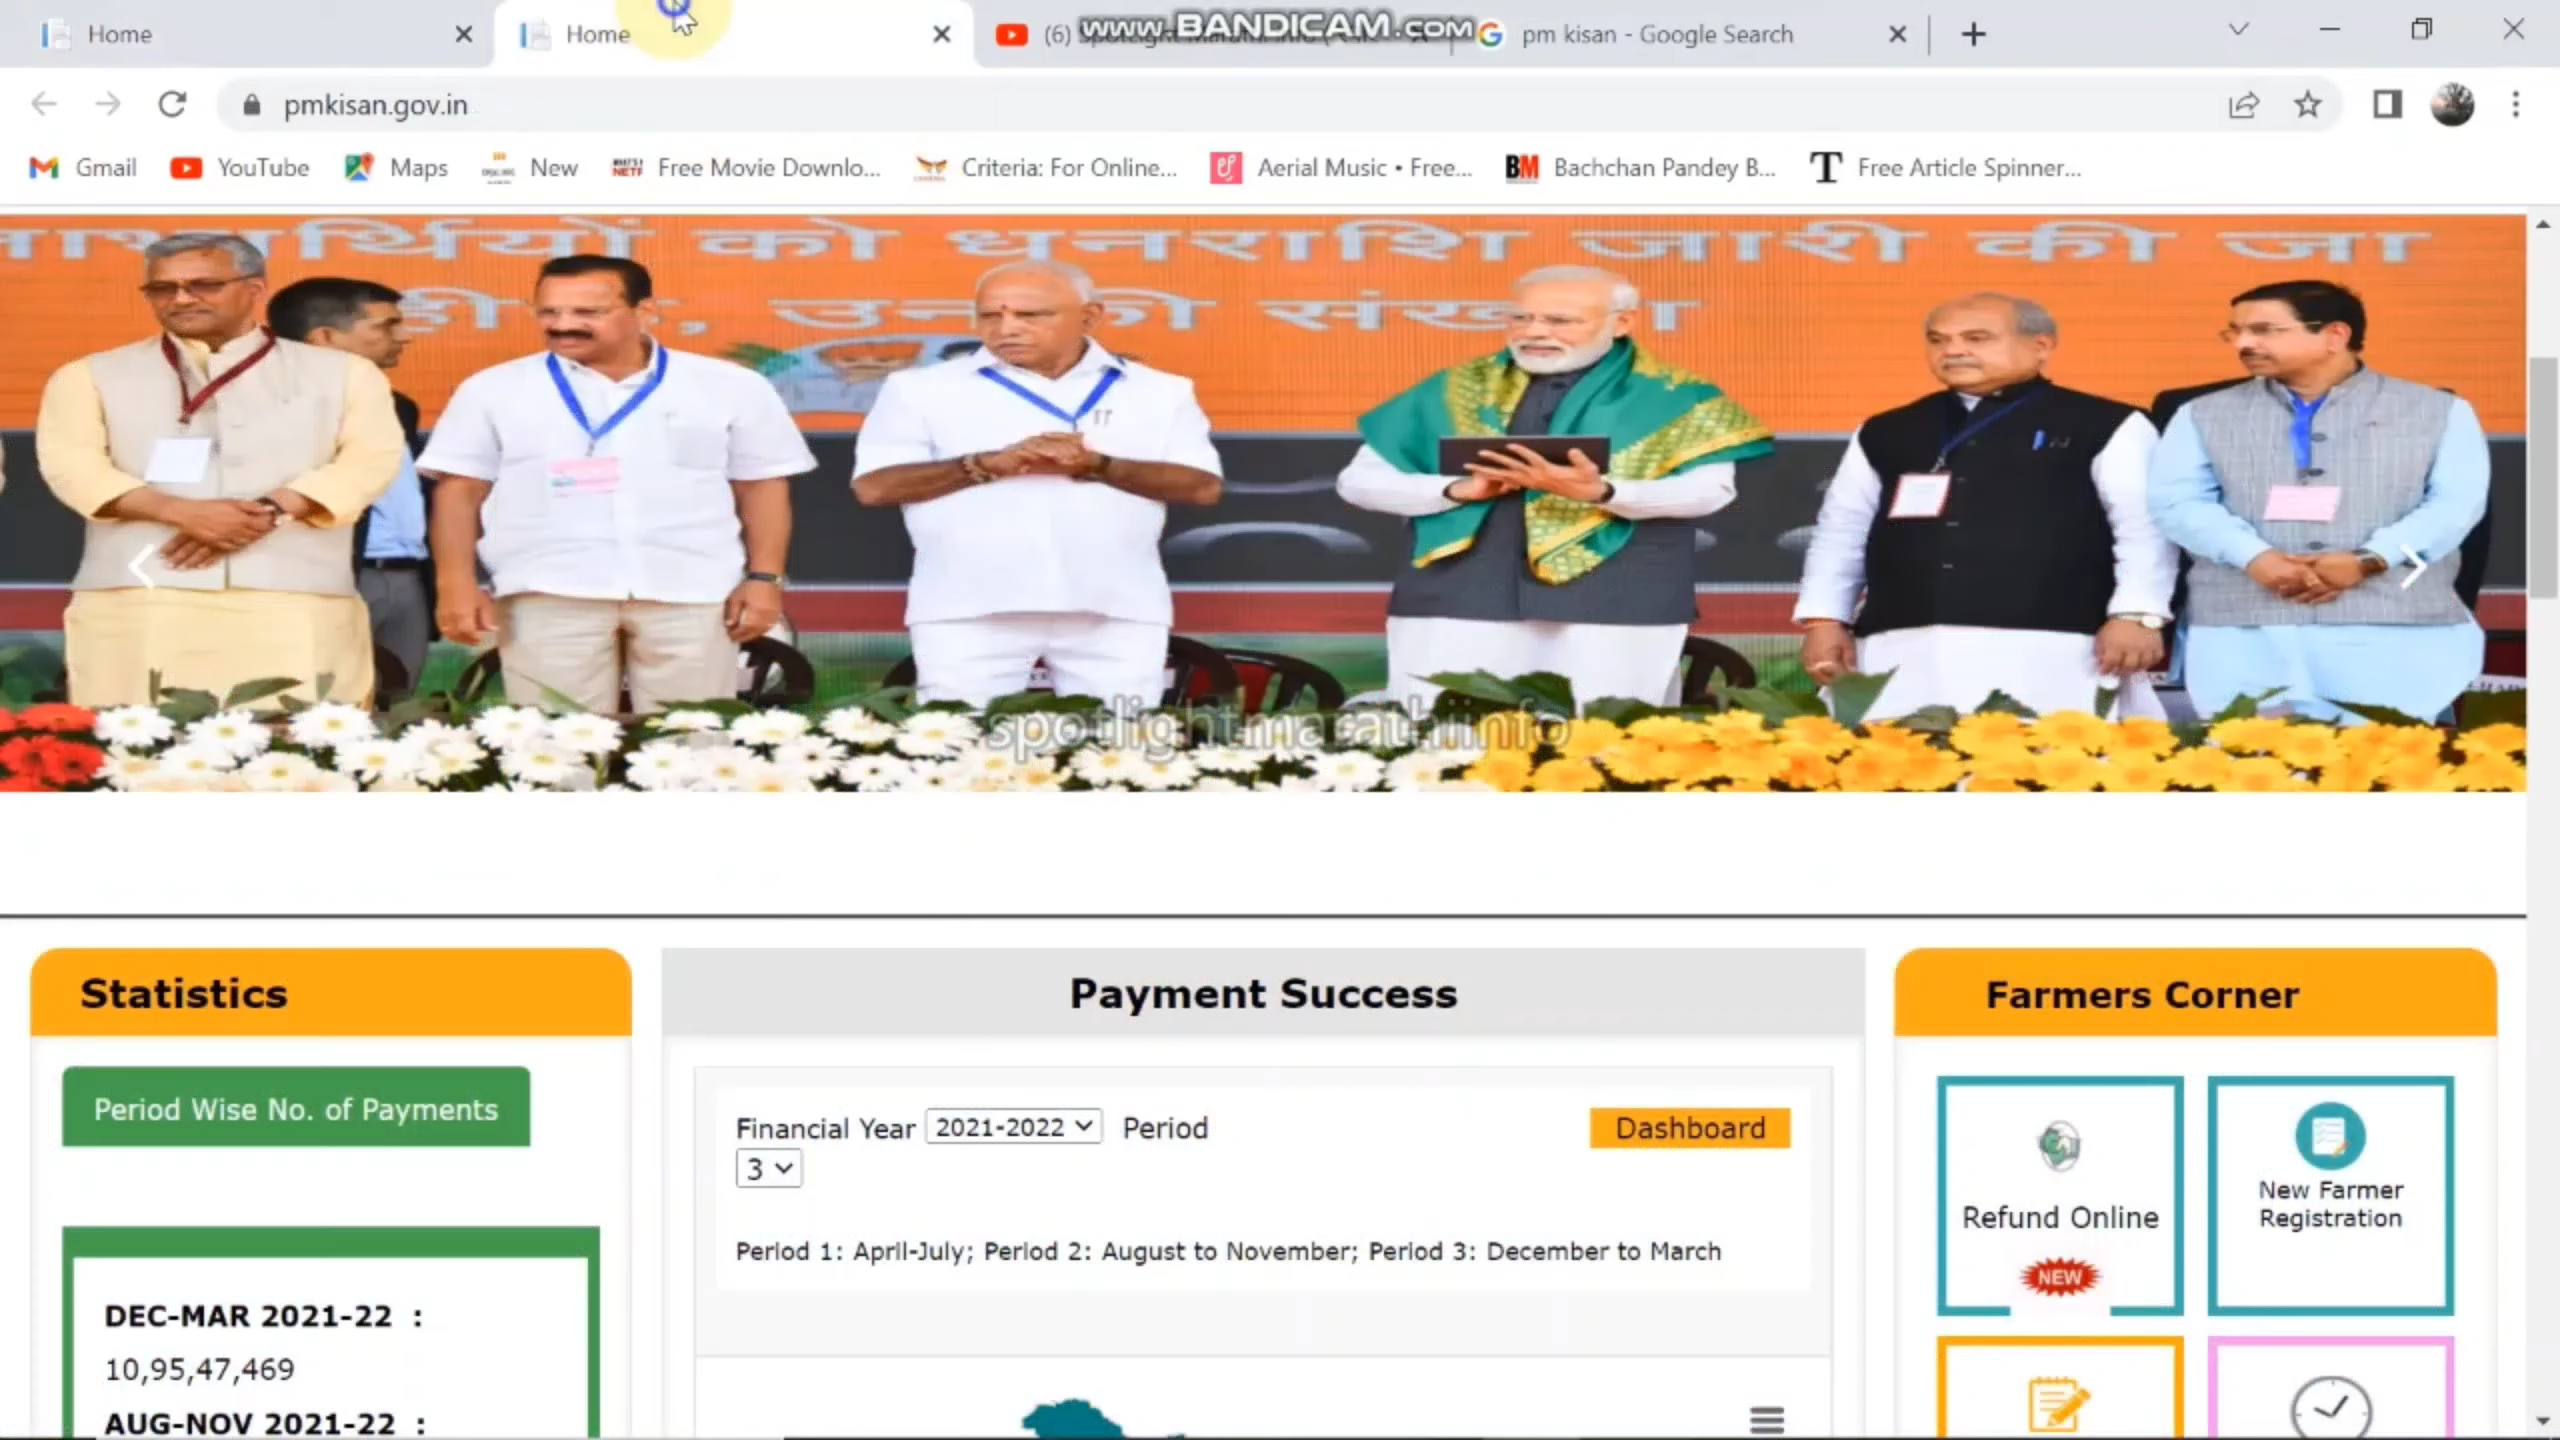 Home
Home
(6)
www.BANDICAM.com
pm kisan - Google Search
pmkisan.gov.in
Gmail
YouTube
Maps
New
Free Movie Downlo...
Criteria: For Online...
Aerial Music • Free...
BM Bachchan Pandey B...
T Free Article Spinner...
को धनराशि जारी की जा
ही है, उनकी संख्या
spotlightmarathiinfo
Statistics
Payment Success
Farmers Corner
Period Wise No. of Payments
Financial Year 2021-2022 Period
3
Dashboard
Period 1: April-July; Period 2: August to November; Period 3: December to March
Refund Online
NEW
New Farmer
Registration
DEC-MAR 2021-22 :
10,95,47,469
AUG-NOV 2021-22 :